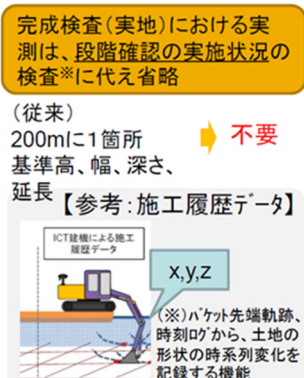 完成検査(実地)における実
測は、段階確認の実施状況の
検査※に代え省略
(従来)
200mに1箇所
基準高、幅、深さ、
延長
不要
【参考:施工履歴ﾃﾞｰﾀ】
ICT建機による施工
履歴データ
x,y,z
(※)ﾊﾞｹｯﾄ先端軌跡、
時刻ﾛｸﾞから、土地の
形状の時系列変化を
記録する機能